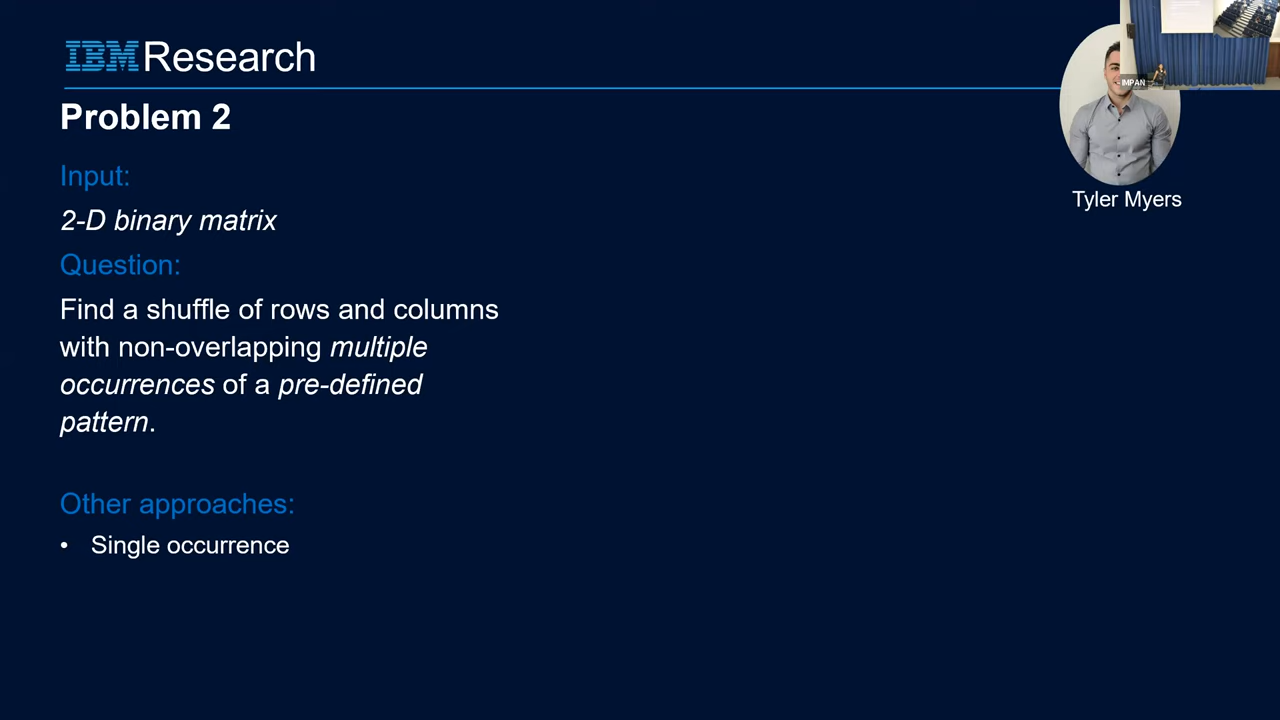 IBM Research
IMPAN
Problem 2
Tyler Myers
Input:
2-D binary matrix
Question:
Find a shuffle of rows and columns
with non-overlapping multiple
occurrences of a pre-defined
pattern.
Other approaches:
• Single occurrence